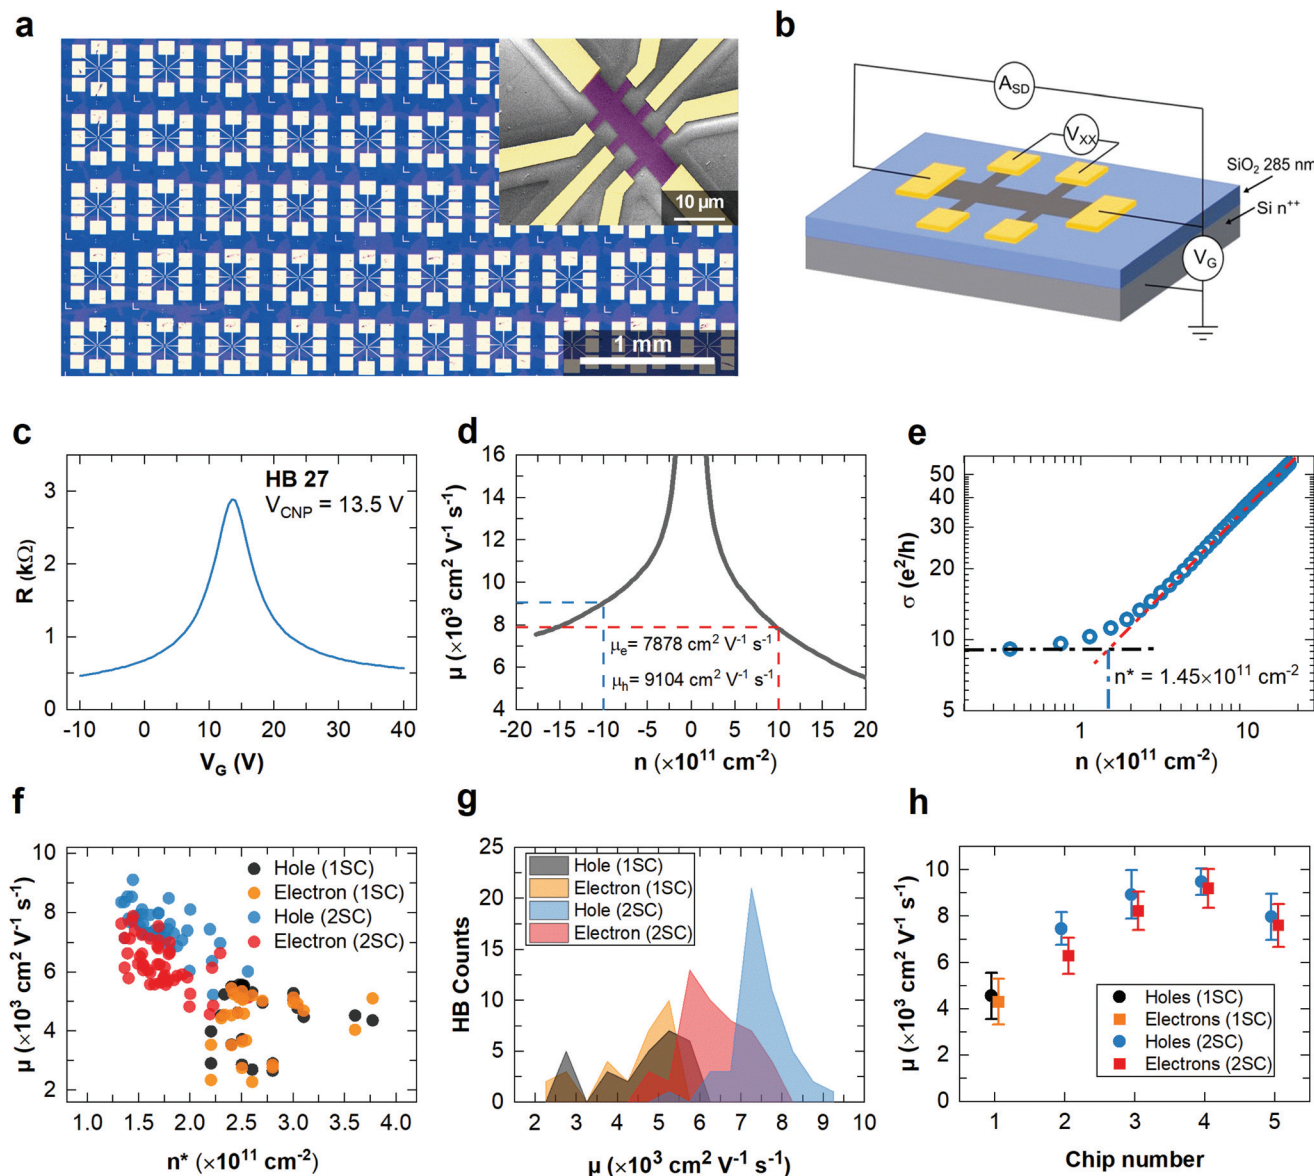 a
10 µm
1 mm
b
A_SD
V_XX
SiO₂ 285 nm
Si n⁺⁺
V_G
c
HB 27
V_CNP = 13.5 V
R (kΩ)
3
2
1
0
-10 0 10 20 30 40
V_G (V)
d
µ (×10³ cm² V⁻¹ s⁻¹)
16
14
12
10
8
6
4
µ_e = 7878 cm² V⁻¹ s⁻¹
µ_h = 9104 cm² V⁻¹ s⁻¹
-20 -15 -10 -5 0 5 10 15 20
n (×10¹¹ cm⁻²)
e
σ (e²/h)
50
40
30
20
10
5
n* = 1.45×10¹¹ cm⁻²
1 10
n (×10¹¹ cm⁻²)
f
µ (×10³ cm² V⁻¹ s⁻¹)
10
8
6
4
2
Hole (1SC)
Electron (1SC)
Hole (2SC)
Electron (2SC)
1.0 1.5 2.0 2.5 3.0 3.5 4.0
n* (×10¹¹ cm⁻²)
g
HB Counts
25
20
15
10
5
0
Hole (1SC)
Electron (1SC)
Hole (2SC)
Electron (2SC)
2 3 4 5 6 7 8 9 10
µ (×10³ cm² V⁻¹ s⁻¹)
h
µ (×10³ cm² V⁻¹ s⁻¹)
10
8
6
4
2
0
Holes (1SC)
Electrons (1SC)
Holes (2SC)
Electrons (2SC)
1 2 3 4 5
Chip number